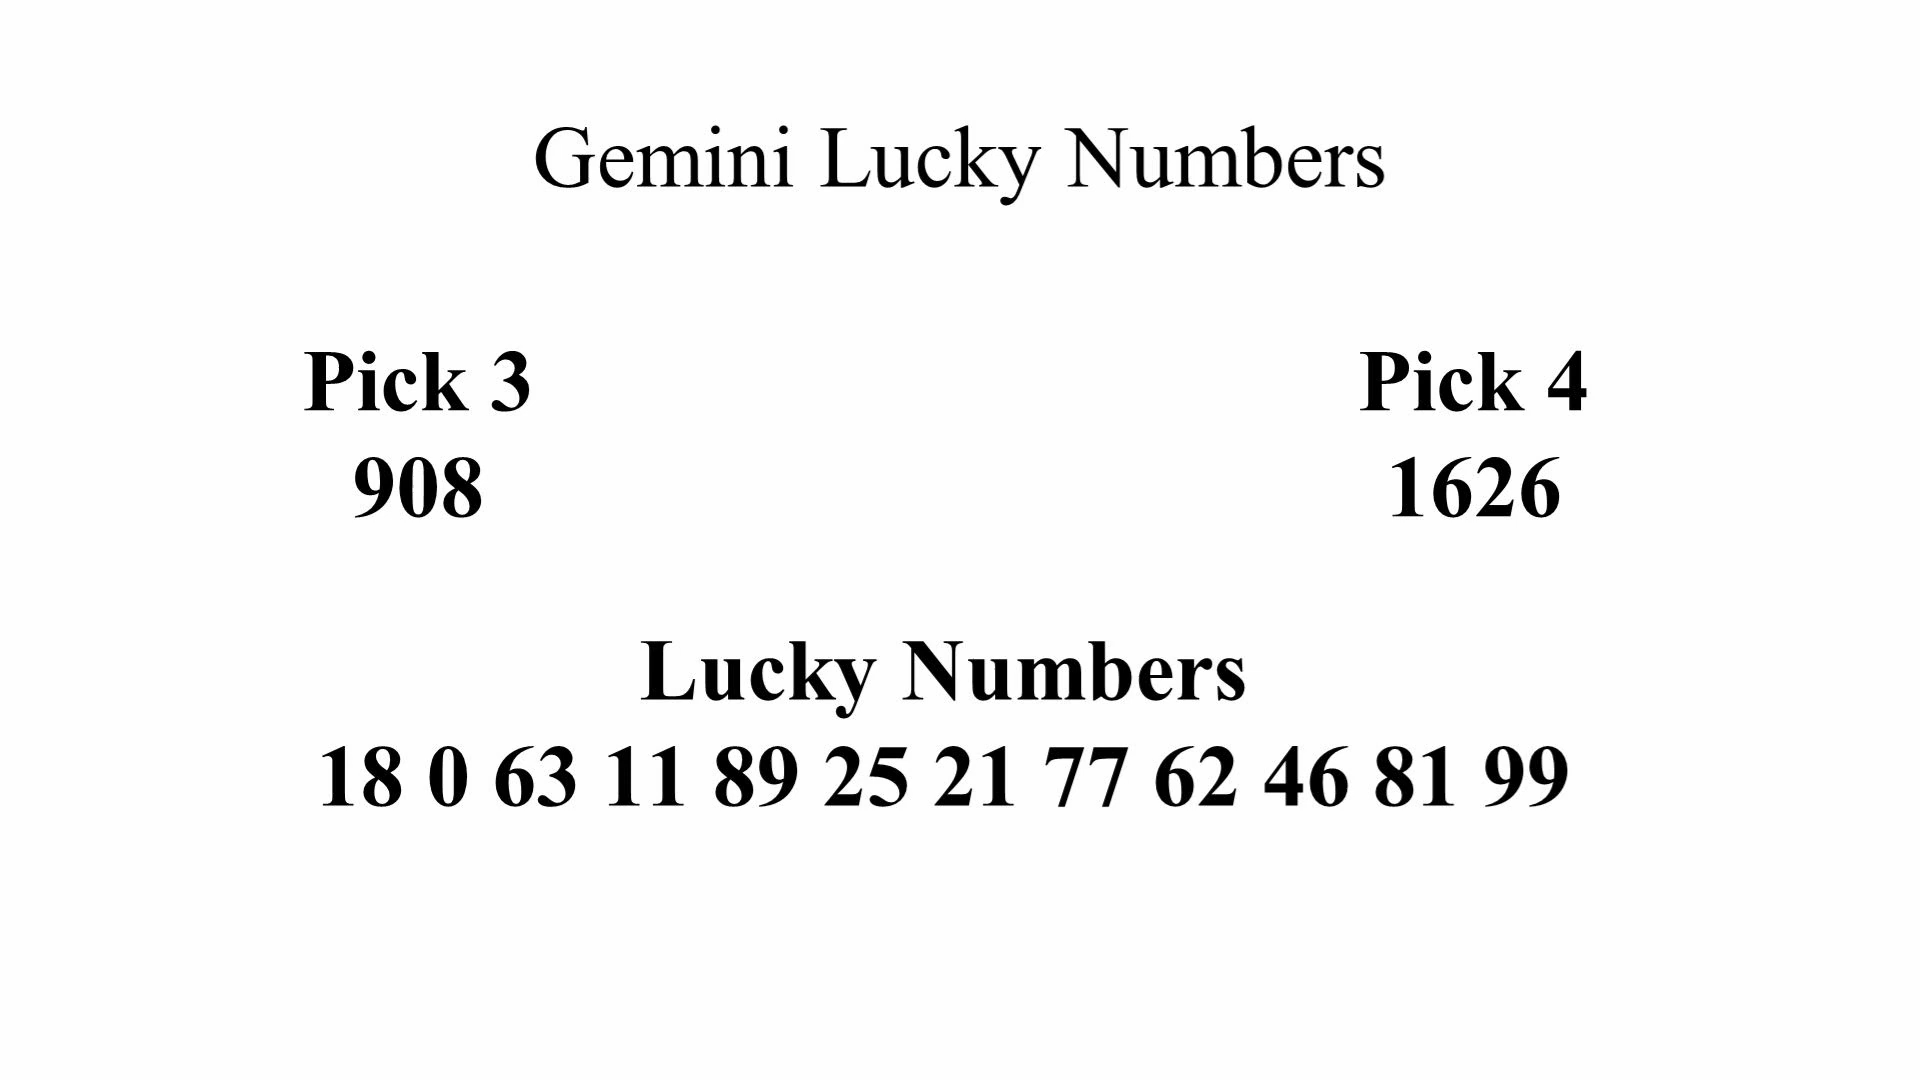 Gemini Lucky Numbers
Pick 3
908
Pick 4
1626
Lucky Numbers
18 0 63 11 89 25 21 77 62 46 81 99